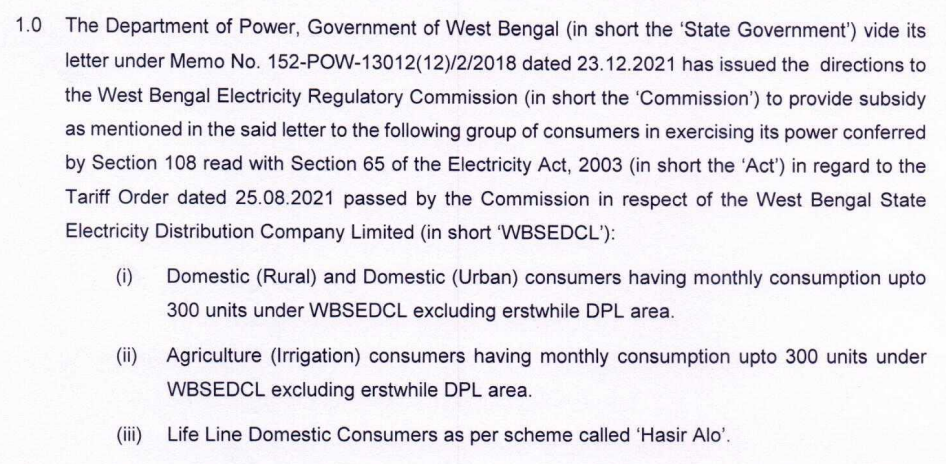 1.0 The Department of Power, Government of West Bengal (in short the 'State Government') vide its
letter under Memo No. 152-POW-13012(12)/2/2018 dated 23.12.2021 has issued the directions to
the West Bengal Electricity Regulatory Commission (in short the 'Commission') to provide subsidy
as mentioned in the said letter to the following group of consumers in exercising its power conferred
by Section 108 read with Section 65 of the Electricity Act, 2003 (in short the 'Act') in regard to the
Tariff Order dated 25.08.2021 passed by the Commission in respect of the West Bengal State
Electricity Distribution Company Limited (in short 'WBSEDCL'):
(i) Domestic (Rural) and Domestic (Urban) consumers having monthly consumption upto
300 units under WBSEDCL excluding erstwhile DPL area.
(ii) Agriculture (Irrigation) consumers having monthly consumption upto 300 units under
WBSEDCL excluding erstwhile DPL area.
(iii) Life Line Domestic Consumers as per scheme called 'Hasir Alo'.